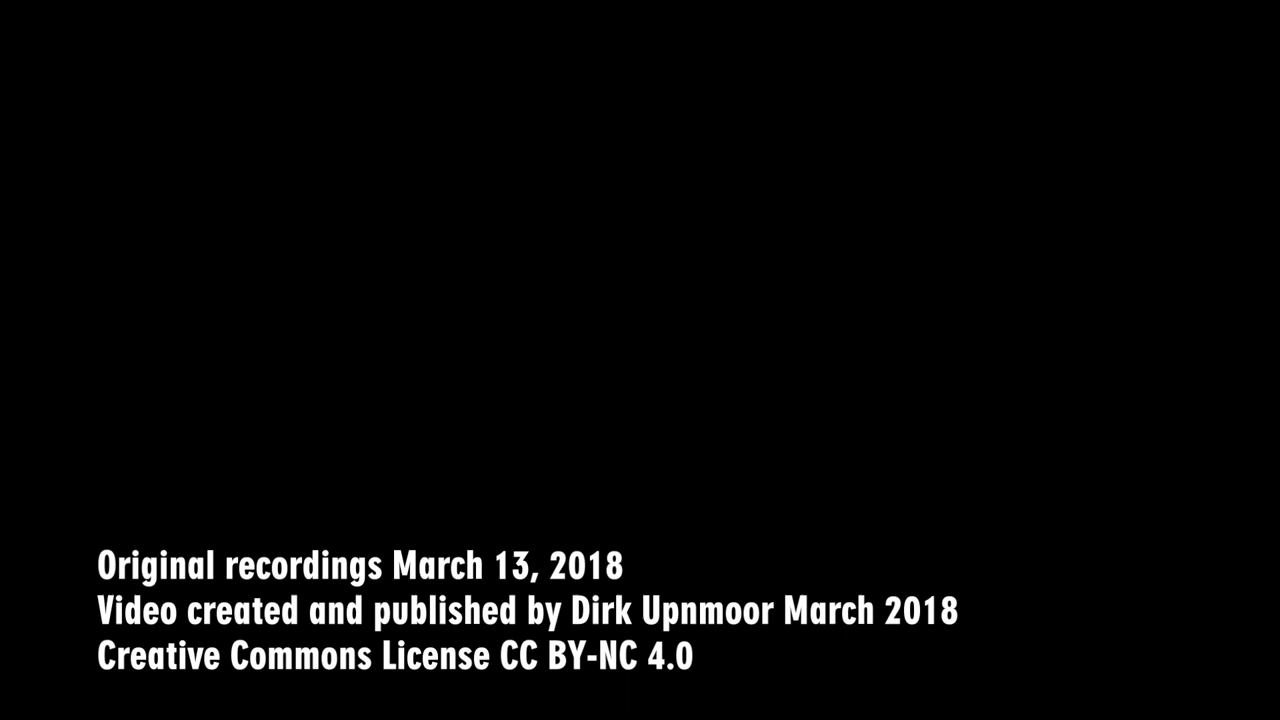 Original recordings March 13, 2018
Video created and published by Dirk Upnmoor March 2018
Creative Commons License CC BY-NC 4.0